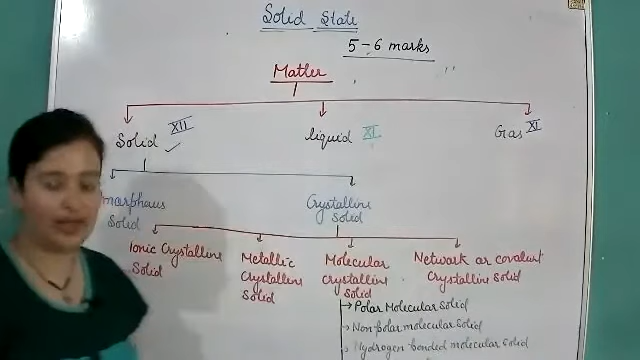 Solid State
5-6 marks
Matter
Solid XII
liquid XI
Gas XI
marphaus
Solid
Crystalline
Solid
Ionic Crystalline
Solid
Metallic
Crystalline
Solid
Molecular
crystalline
Solid
Network or covalent
Crystalline Solid
Polar Molecular Solid
Non polar molecular Solid
Hydrogen bonded molecular Solid